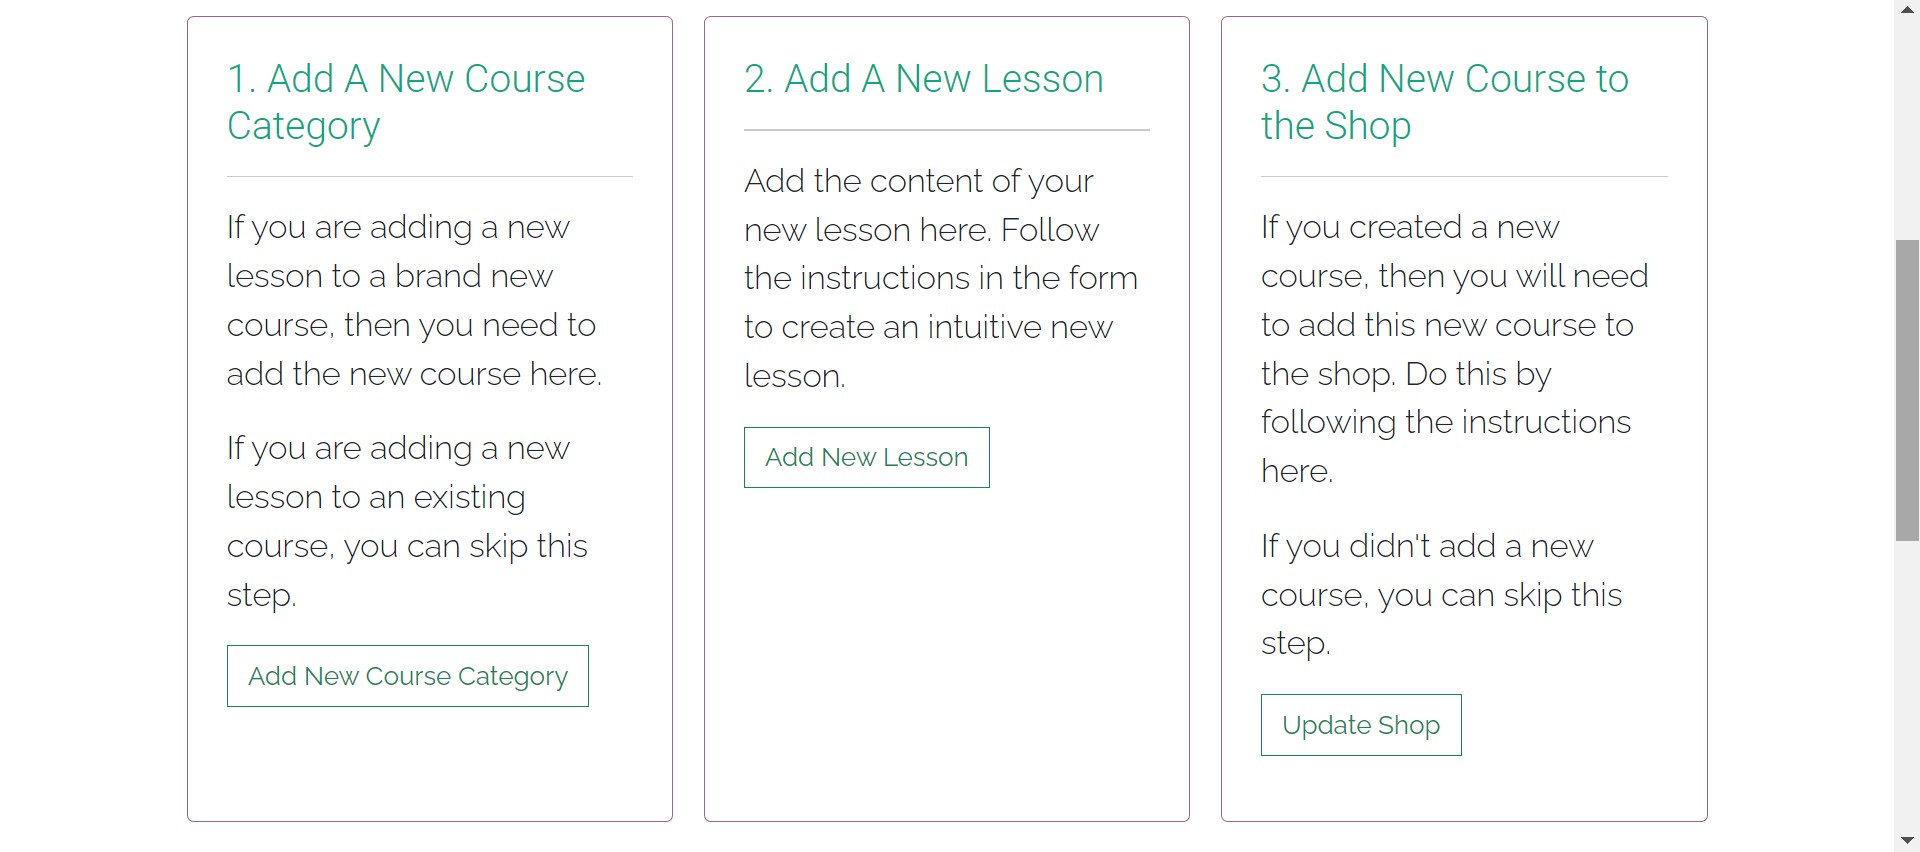 1. Add A New Course
Category
If you are adding a new
lesson to a brand new
course, then you need to
add the new course here.
If you are adding a new
lesson to an existing
course, you can skip this
step.
Add New Course Category
2. Add A New Lesson
Add the content of your
new lesson here. Follow
the instructions in the form
to create an intuitive new
lesson.
Add New Lesson
3. Add New Course to
the Shop
If you created a new
course, then you will need
to add this new course to
the shop. Do this by
following the instructions
here.
If you didn't add a new
course, you can skip this
step.
Update Shop